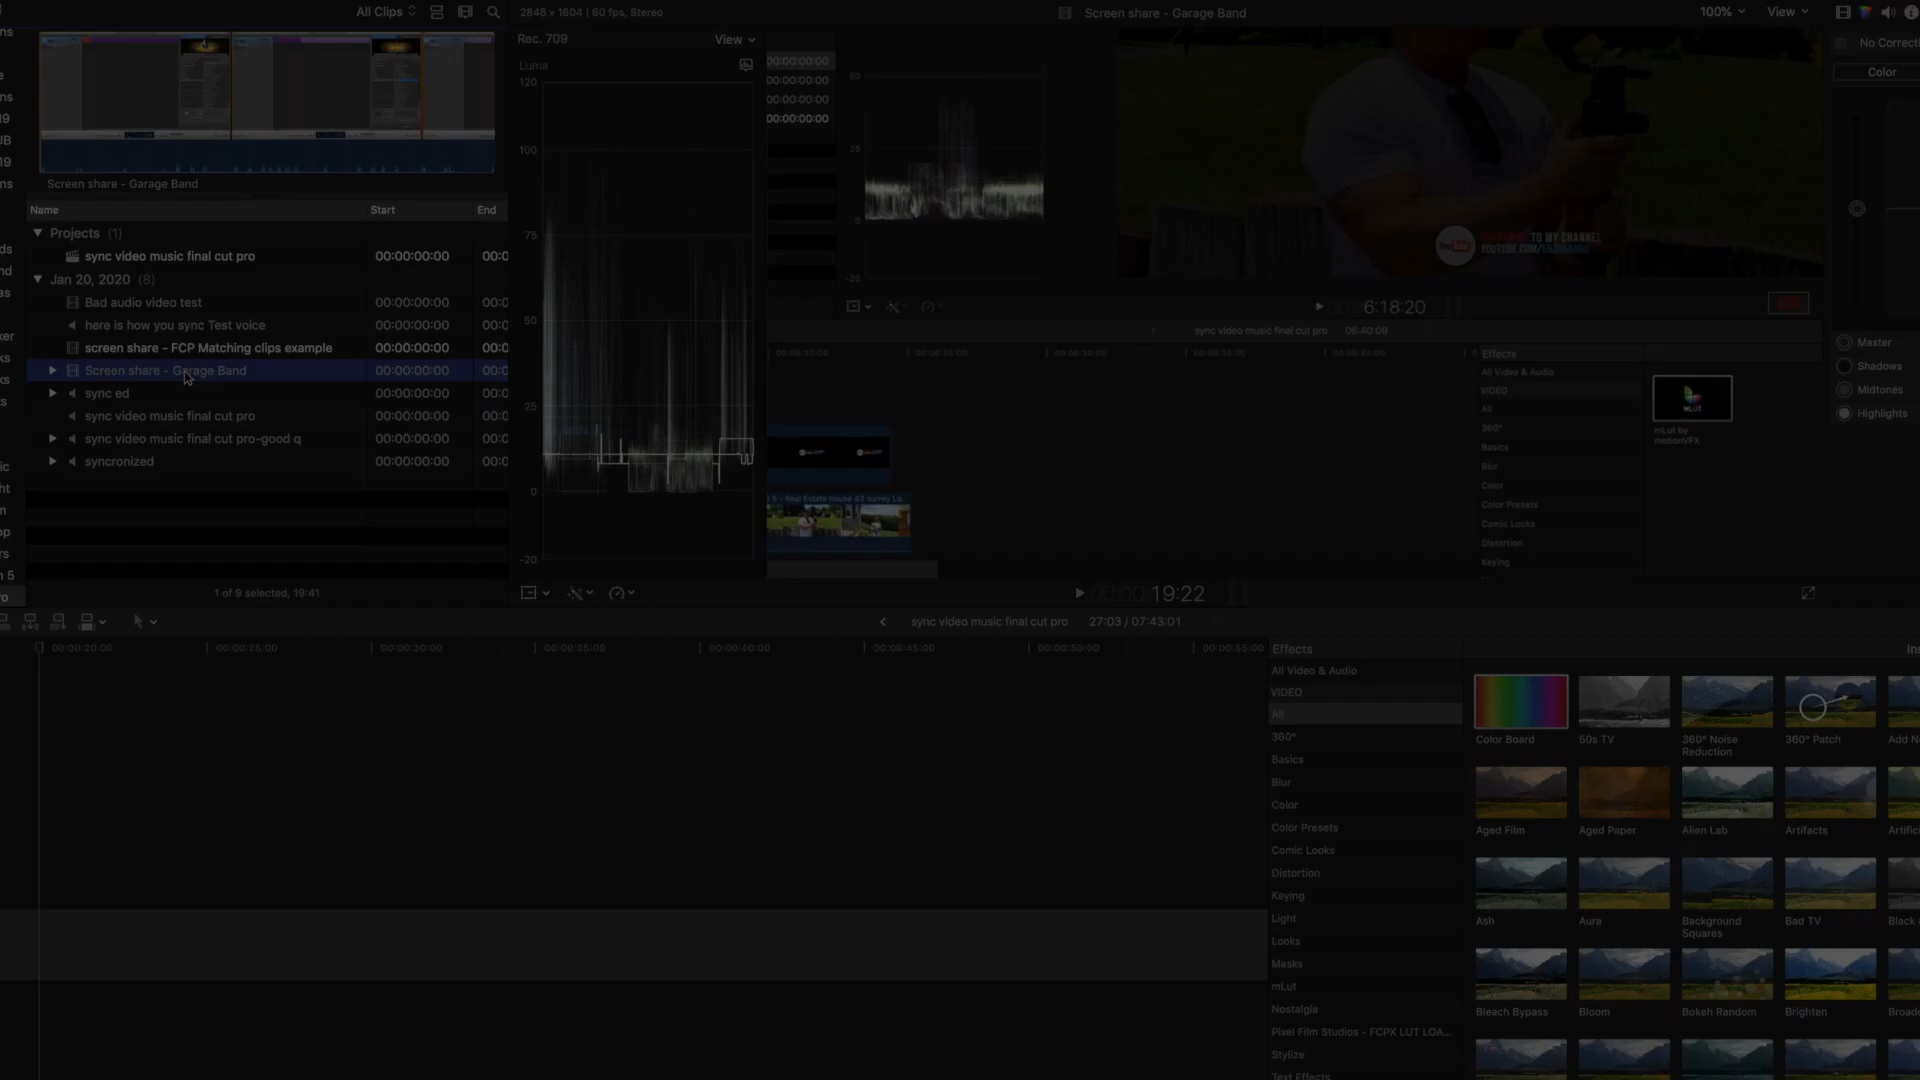 All Clips
2848 × 1604 | 60 fps, Stereo
Screen share - Garage Band
100%
View
Rec. 709
View
No Correcti
Color
Luma
120
100
75
50
25
0
-20
00:00:00:00
00:00:00:00
00:00:00:00
00:00:00:00
50
25
0
-20
TO MY CHANNEL
Screen share - Garage Band
Name Start End
Projects (1)
sync video music final cut pro 00:00:00:00 00:0
Jan 20, 2020 (8)
Bad audio video test 00:00:00:00 00:0
here is how you sync Test voice 00:00:00:00 00:0
screen share - FCP Matching clips example 00:00:00:00 00:0
Screen share - Garage Band 00:00:00:00 00:0
sync ed 00:00:00:00 00:0
sync video music final cut pro 00:00:00:00 00:0
sync video music final cut pro-good q 00:00:00:00 00:0
syncronized 00:00:00:00 00:0
1 of 9 selected, 19:41
6:18:20
sync video music final cut pro 06:40:09
Effects
All Video & Audio
VIDEO
All
360°
Basics
Blur
Color
Color Presets
Comic Looks
Distortion
Keying
mLut by
motionVFX
Master
Shadows
Midtones
Highlights
5 - Real Estate house 43 surrey La...
19:22
sync video music final cut pro 27:03 / 07:43:01
00:00:20:00 00:00:25:00 00:00:30:00 00:00:35:00 00:00:40:00 00:00:45:00 00:00:50:00 00:00:55:00
Effects
All Video & Audio
VIDEO
All
360°
Basics
Blur
Color
Color Presets
Comic Looks
Distortion
Keying
Light
Looks
Masks
mLut
Nostalgia
Pixel Film Studios - FCPX LUT LOA...
Stylize
Text Effects
Ins
Color Board
50s TV
360° Noise
Reduction
360° Patch
Add N
Aged Film
Aged Paper
Alien Lab
Artifacts
Artific
Ash
Aura
Background
Squares
Bad TV
Black
Bleach Bypass
Bloom
Bokeh Random
Brighten
Broad